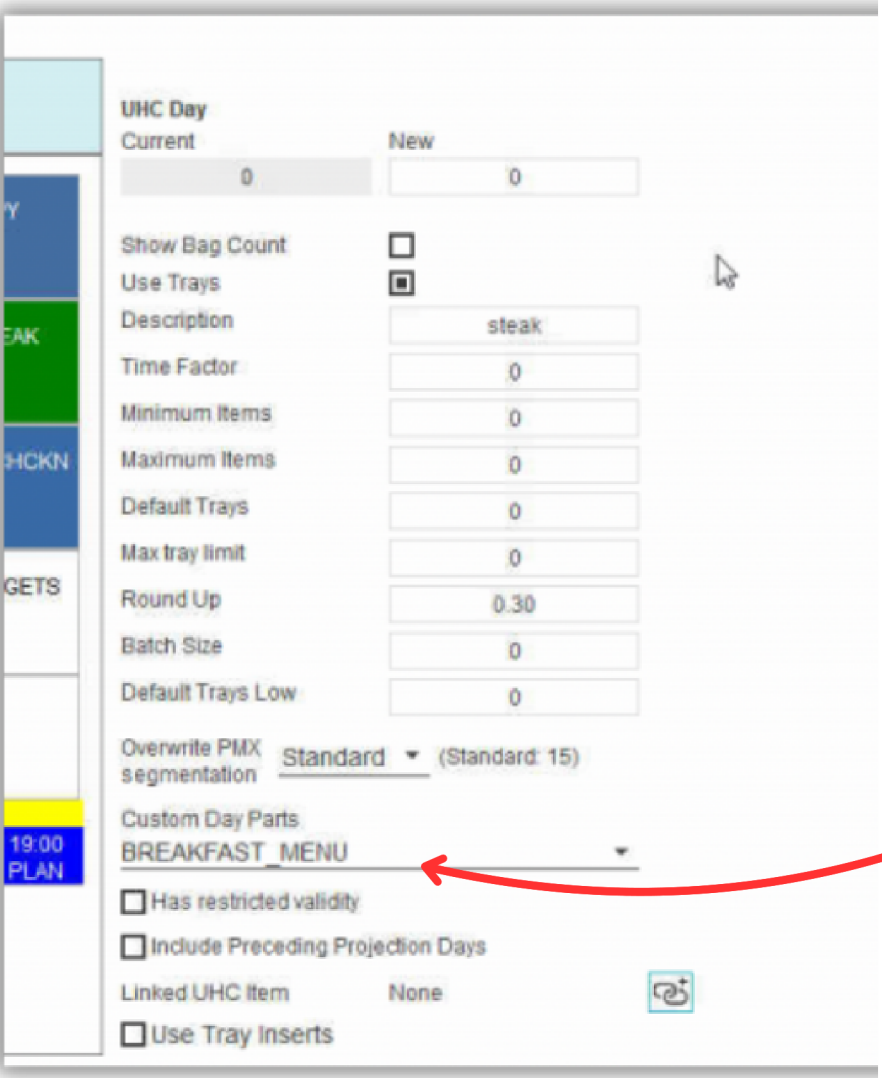 UHC Day
Current New
0 0
Show Bag Count
Use Trays
Description steak
Time Factor 0
Minimum Items 0
Maximum Items 0
Default Trays 0
Max tray limit 0
Round Up 0.30
Batch Size 0
Default Trays Low 0
Overwrite PMX
segmentation Standard (Standard: 15)
Custom Day Parts
BREAKFAST_MENU
Has restricted validity
Include Preceding Projection Days
Linked UHC Item None
Use Tray Inserts
Y
EAK
HCKN
GETS
19:00
PLAN